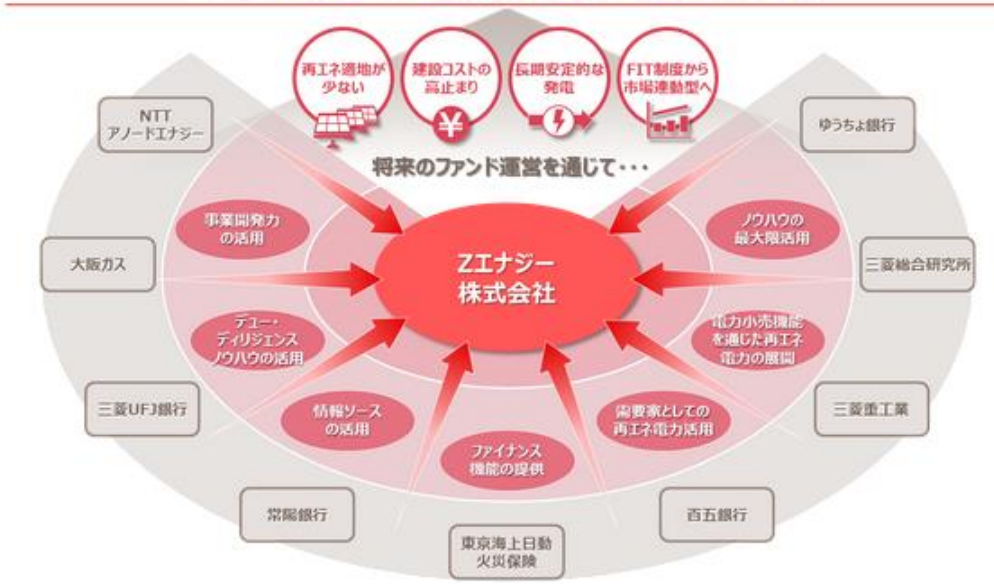 再エネ適地が
少ない
建設コストの
高止まり
長期安定的な
発電
FIT制度から
市場連動型へ
¥
将来のファンド運営を通じて・・・
NTT
アノードエナジー
ゆうちょ銀行
事業開発力
の活用
ノウハウの
最大限活用
大阪ガス
Zエナジー
株式会社
三菱総合研究所
デュー・
ディリジェンス
ノウハウの活用
電力小売機能
を通じた再エネ
電力の展開
三菱UFJ銀行
情報ソース
の活用
需要家としての
再エネ電力活用
三菱重工業
ファイナンス
機能の提供
常陽銀行
百五銀行
東京海上日動
火災保険